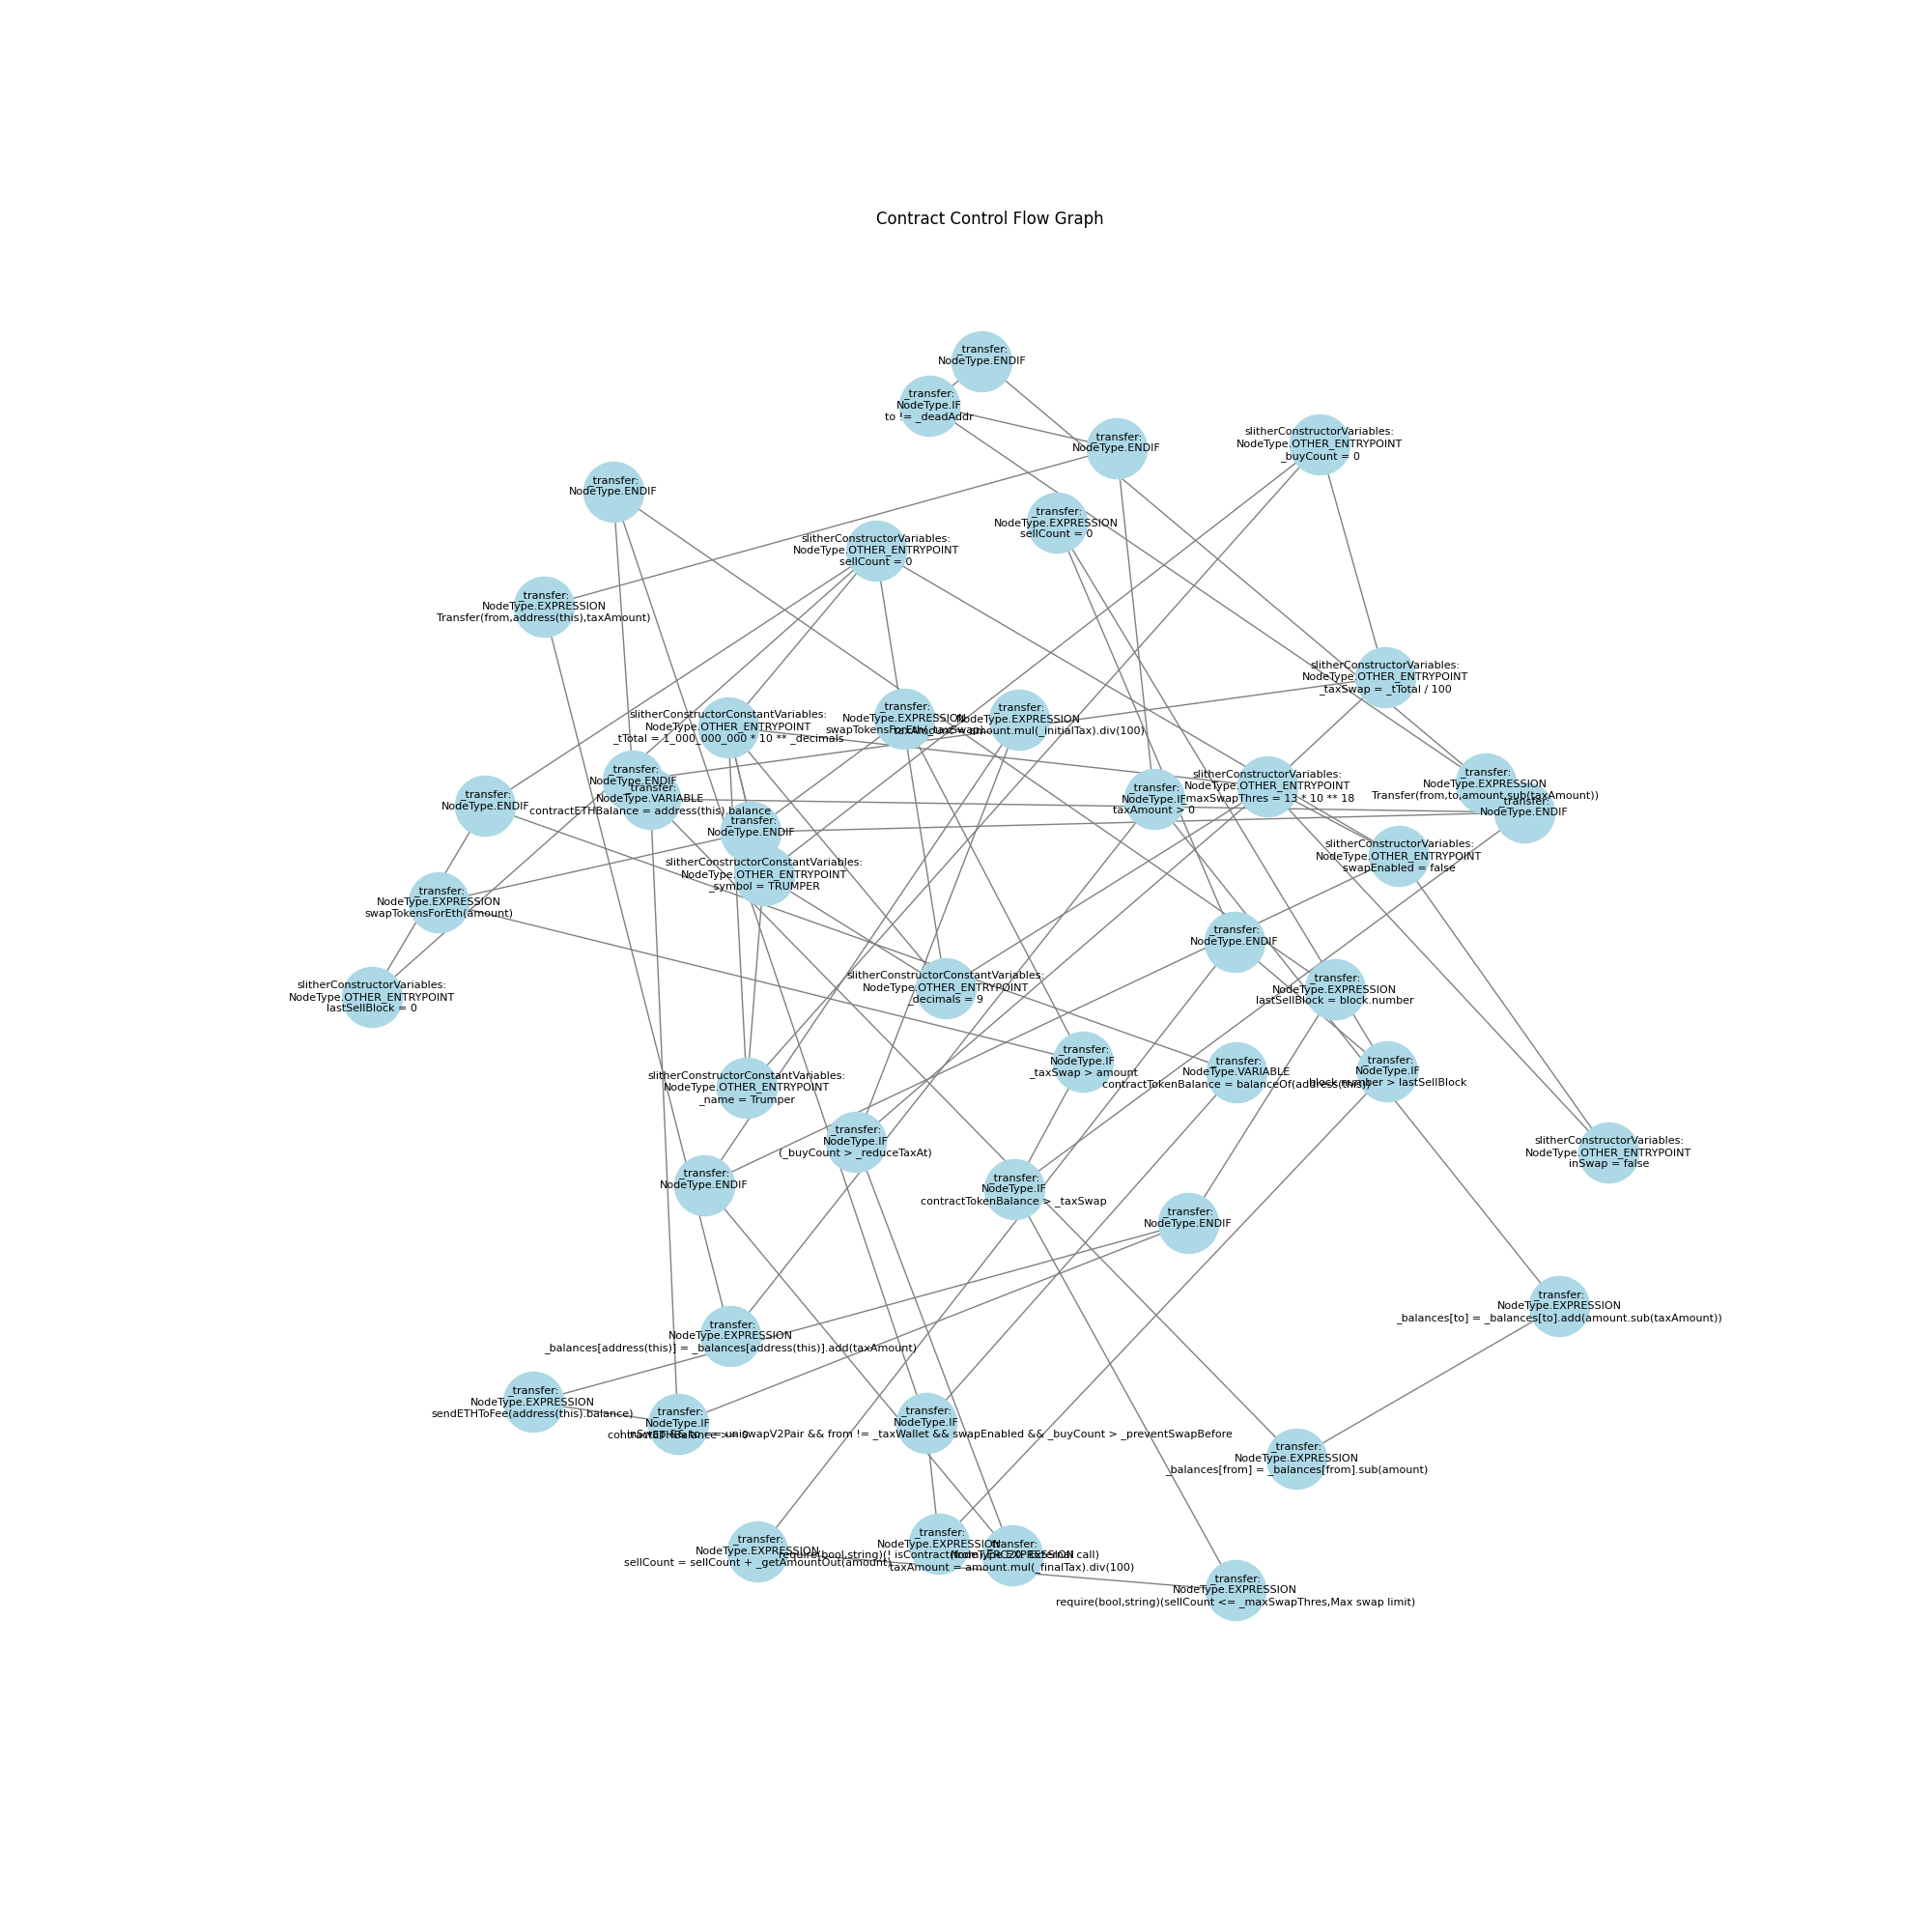 Contract Control Flow Graph
_transfer:
NodeType.ENDIF
_transfer:
NodeType.IF
to != _deadAddr
_transfer:
NodeType.ENDIF
slitherConstructorVariables:
NodeType.OTHER_ENTRYPOINT
_buyCount = 0
_transfer:
NodeType.ENDIF
_transfer:
NodeType.EXPRESSION
sellCount = 0
slitherConstructorVariables:
NodeType.OTHER_ENTRYPOINT
sellCount = 0
_transfer:
NodeType.EXPRESSION
Transfer(from,address(this),taxAmount)
slitherConstructorVariables:
NodeType.OTHER_ENTRYPOINT
_taxSwap = _tTotal / 100
slitherConstructorConstantVariables:
NodeType.OTHER_ENTRYPOINT
_tTotal = 1_000_000_000 * 10 ** _decimals
_transfer:
NodeType.EXPRESSION
swapTokensForEth(_taxSwap)
_transfer:
NodeType.EXPRESSION
taxAmount = amount.mul(_initialTax).div(100)
_transfer:
NodeType.ENDIF
_transfer:
NodeType.VARIABLE
contractETHBalance = address(this).balance
_transfer:
NodeType.ENDIF
_transfer:
NodeType.ENDIF
slitherConstructorConstantVariables:
NodeType.OTHER_ENTRYPOINT
_symbol = TRUMPER
_transfer:
NodeType.IF
taxAmount > 0
slitherConstructorVariables:
NodeType.OTHER_ENTRYPOINT
_maxSwapThres = 13 * 10 ** 18
_transfer:
NodeType.EXPRESSION
Transfer(from,to,amount.sub(taxAmount))
_transfer:
NodeType.ENDIF
slitherConstructorVariables:
NodeType.OTHER_ENTRYPOINT
swapEnabled = false
_transfer:
NodeType.EXPRESSION
swapTokensForEth(amount)
_transfer:
NodeType.ENDIF
slitherConstructorVariables:
NodeType.OTHER_ENTRYPOINT
lastSellBlock = 0
slitherConstructorConstantVariables:
NodeType.OTHER_ENTRYPOINT
_decimals = 9
_transfer:
NodeType.EXPRESSION
lastSellBlock = block.number
_transfer:
NodeType.IF
_taxSwap > amount
_transfer:
NodeType.VARIABLE
contractTokenBalance = balanceOf(address(this))
_transfer:
NodeType.IF
block.number > lastSellBlock
slitherConstructorConstantVariables:
NodeType.OTHER_ENTRYPOINT
_name = Trumper
_transfer:
NodeType.IF
(_buyCount > _reduceTaxAt)
slitherConstructorVariables:
NodeType.OTHER_ENTRYPOINT
inSwap = false
_transfer:
NodeType.ENDIF
_transfer:
NodeType.IF
contractTokenBalance > _taxSwap
_transfer:
NodeType.ENDIF
_transfer:
NodeType.EXPRESSION
_balances[to] = _balances[to].add(amount.sub(taxAmount))
_transfer:
NodeType.EXPRESSION
_balances[address(this)] = _balances[address(this)].add(taxAmount)
_transfer:
NodeType.EXPRESSION
sendETHToFee(address(this).balance)
_transfer:
NodeType.IF
contractETHBalance >= 0
_transfer:
NodeType.IF
to == uniswapV2Pair && from != _taxWallet && swapEnabled && _buyCount > _preventSwapBefore
_transfer:
NodeType.EXPRESSION
_balances[from] = _balances[from].sub(amount)
_transfer:
NodeType.EXPRESSION
sellCount = sellCount + _getAmountOut(amount)
_transfer:
NodeType.EXPRESSION
require(bool,string)(! isContract(from), call)
_transfer:
NodeType.EXPRESSION
taxAmount = amount.mul(_finalTax).div(100)
_transfer:
NodeType.EXPRESSION
require(bool,string)(sellCount <= _maxSwapThres,Max swap limit)